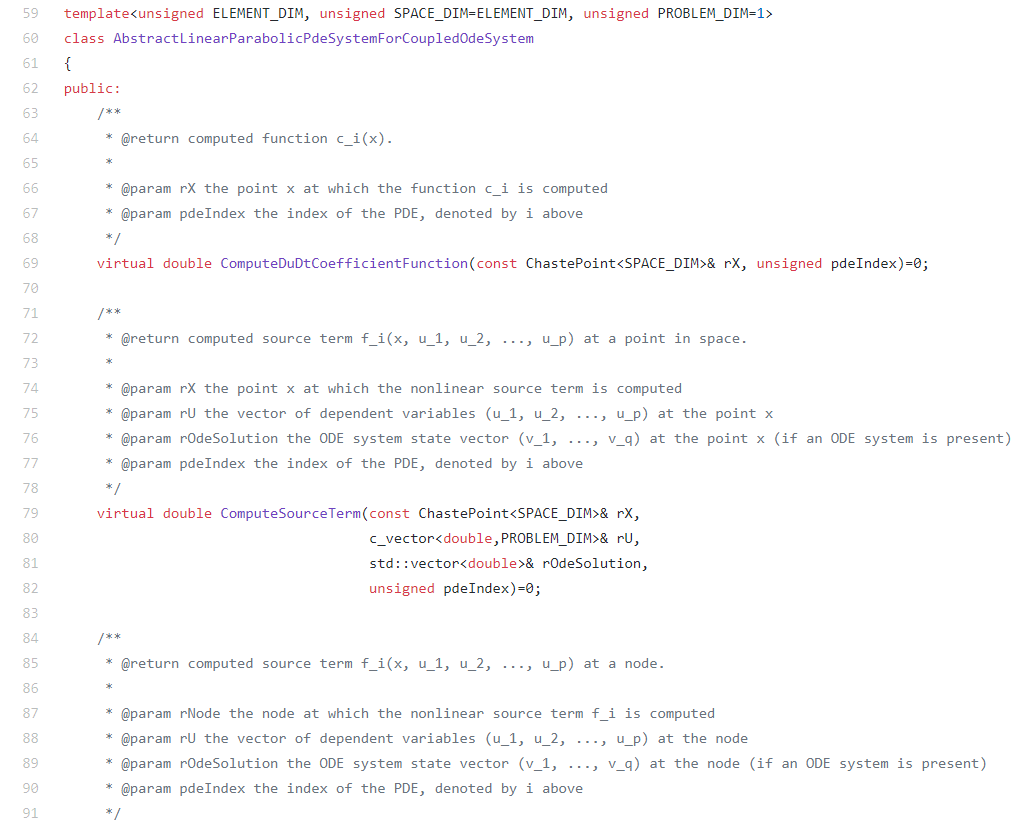 59 template<unsigned ELEMENT_DIM, unsigned SPACE_DIM=ELEMENT_DIM, unsigned PROBLEM_DIM=1>
60 class AbstractLinearParabolicPdeSystemForCoupledOdeSystem
61 {
62 public:
63     /**
64      * @return computed function c_i(x).
65      *
66      * @param rX the point x at which the function c_i is computed
67      * @param pdeIndex the index of the PDE, denoted by i above
68      */
69     virtual double ComputeDuDtCoefficientFunction(const ChastePoint<SPACE_DIM>& rX, unsigned pdeIndex)=0;
70
71     /**
72      * @return computed source term f_i(x, u_1, u_2, ..., u_p) at a point in space.
73      *
74      * @param rX the point x at which the nonlinear source term is computed
75      * @param rU the vector of dependent variables (u_1, u_2, ..., u_p) at the point x
76      * @param rOdeSolution the ODE system state vector (v_1, ..., v_q) at the point x (if an ODE system is present)
77      * @param pdeIndex the index of the PDE, denoted by i above
78      */
79     virtual double ComputeSourceTerm(const ChastePoint<SPACE_DIM>& rX,
80                                      c_vector<double,PROBLEM_DIM>& rU,
81                                      std::vector<double>& rOdeSolution,
82                                      unsigned pdeIndex)=0;
83
84     /**
85      * @return computed source term f_i(x, u_1, u_2, ..., u_p) at a node.
86      *
87      * @param rNode the node at which the nonlinear source term f_i is computed
88      * @param rU the vector of dependent variables (u_1, u_2, ..., u_p) at the node
89      * @param rOdeSolution the ODE system state vector (v_1, ..., v_q) at the node (if an ODE system is present)
90      * @param pdeIndex the index of the PDE, denoted by i above
91      */